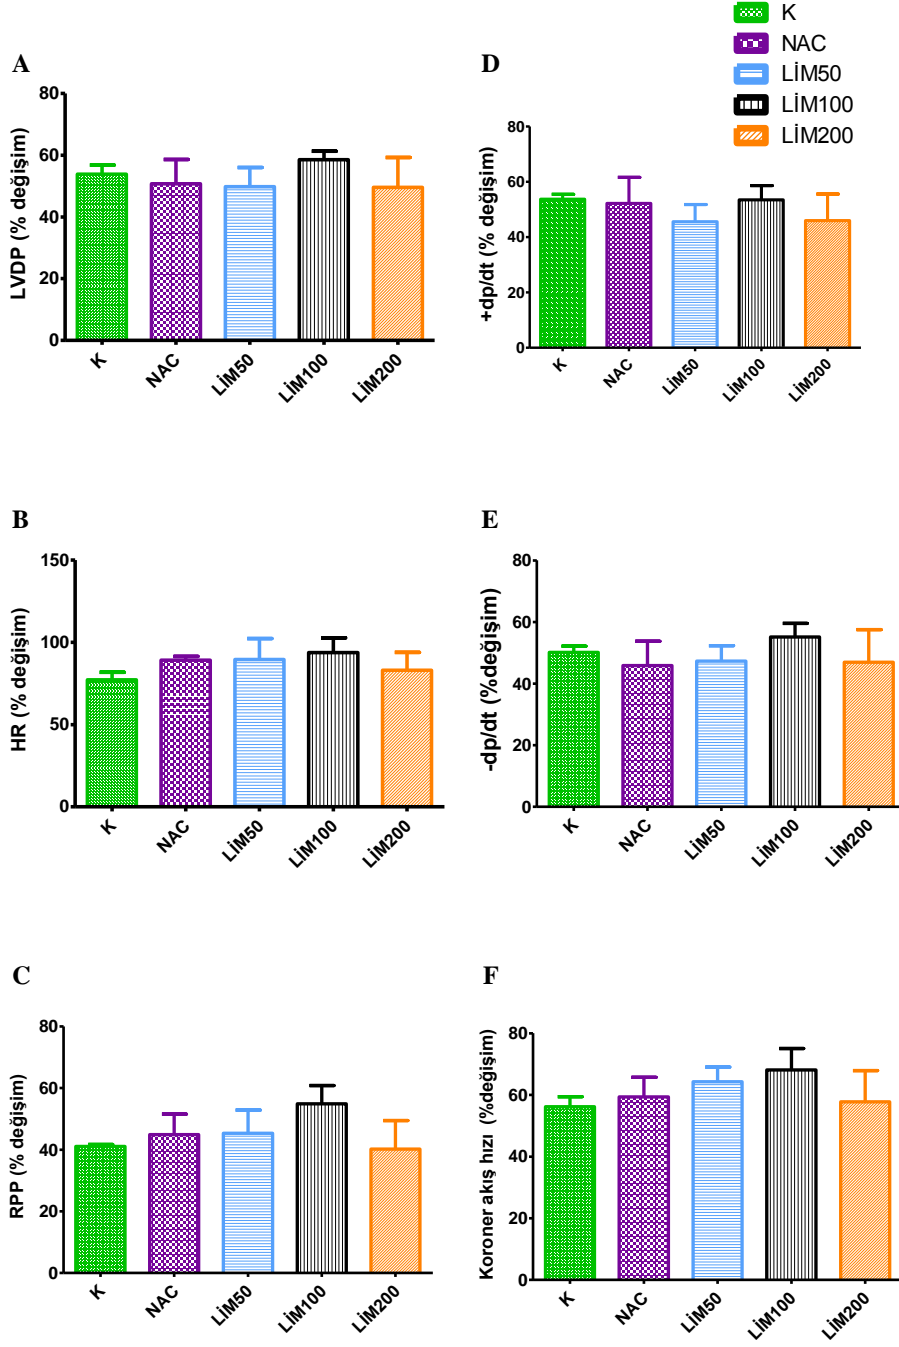 K
NAC
LİM50
LİM100
LİM200
A
LVDP (% değişim)
80
60
40
20
0
K
NAC
LİM50
LİM100
LİM200
D
+dp/dt (% değişim)
80
60
40
20
0
K
NAC
LİM50
LİM100
LİM200
B
HR (% değişim)
150
100
50
0
K
NAC
LİM50
LİM100
LİM200
E
-dp/dt (%değişim)
80
60
40
20
0
K
NAC
LİM50
LİM100
LİM200
C
RPP (% değişim)
80
60
40
20
0
K
NAC
LİM50
LİM100
LİM200
F
Koroner akış hızı (%değişim)
80
60
40
20
0
K
NAC
LİM50
LİM100
LİM200